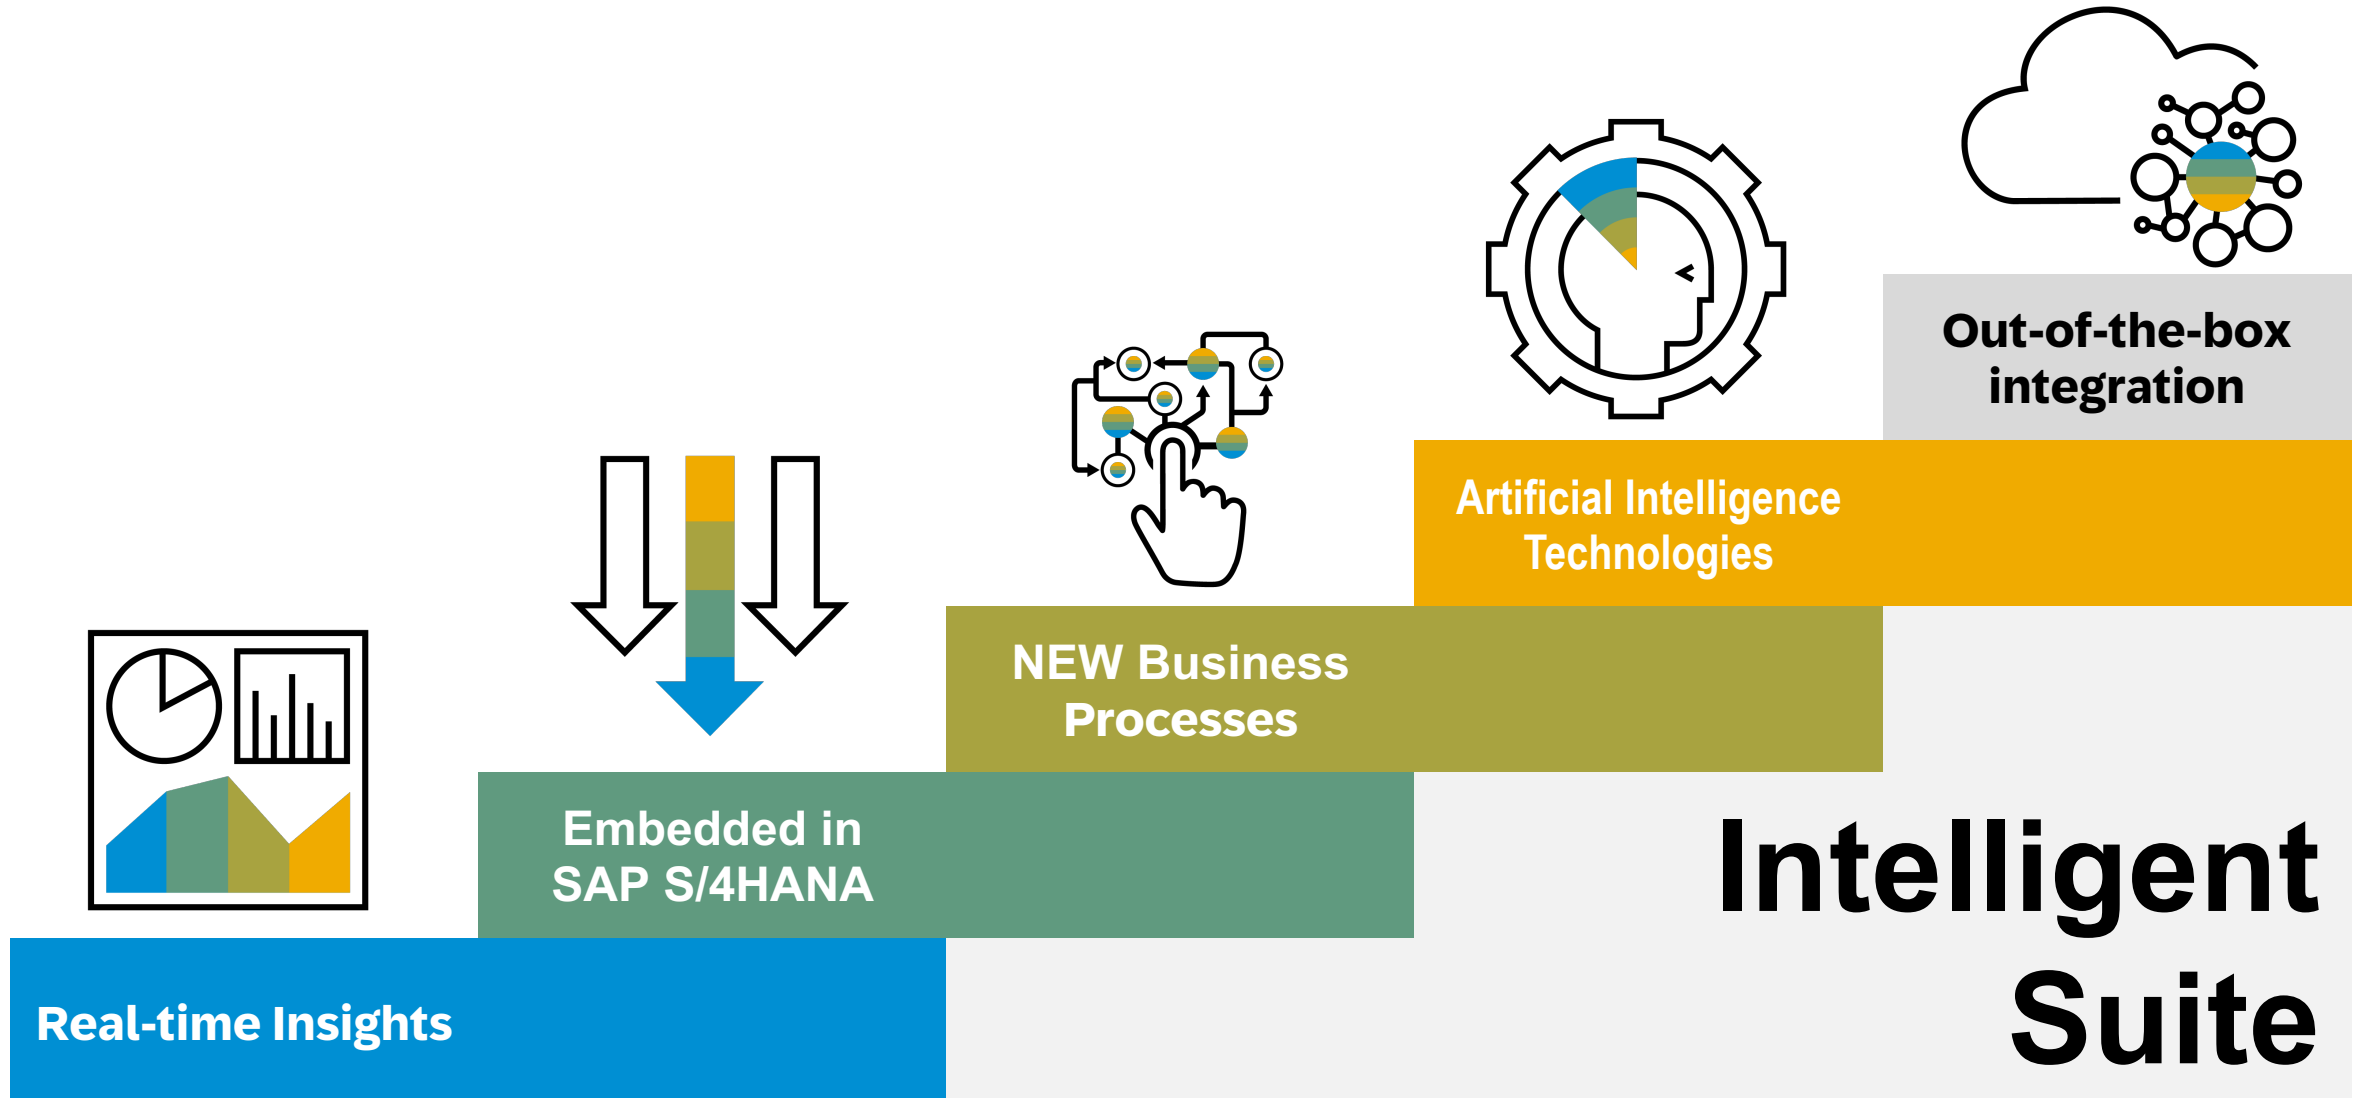 Out-of-the-box
integration
Artificial Intelligence
Technologies
NEW Business
Processes
Embedded in
SAP S/4HANA
Real-time Insights
Intelligent
Suite